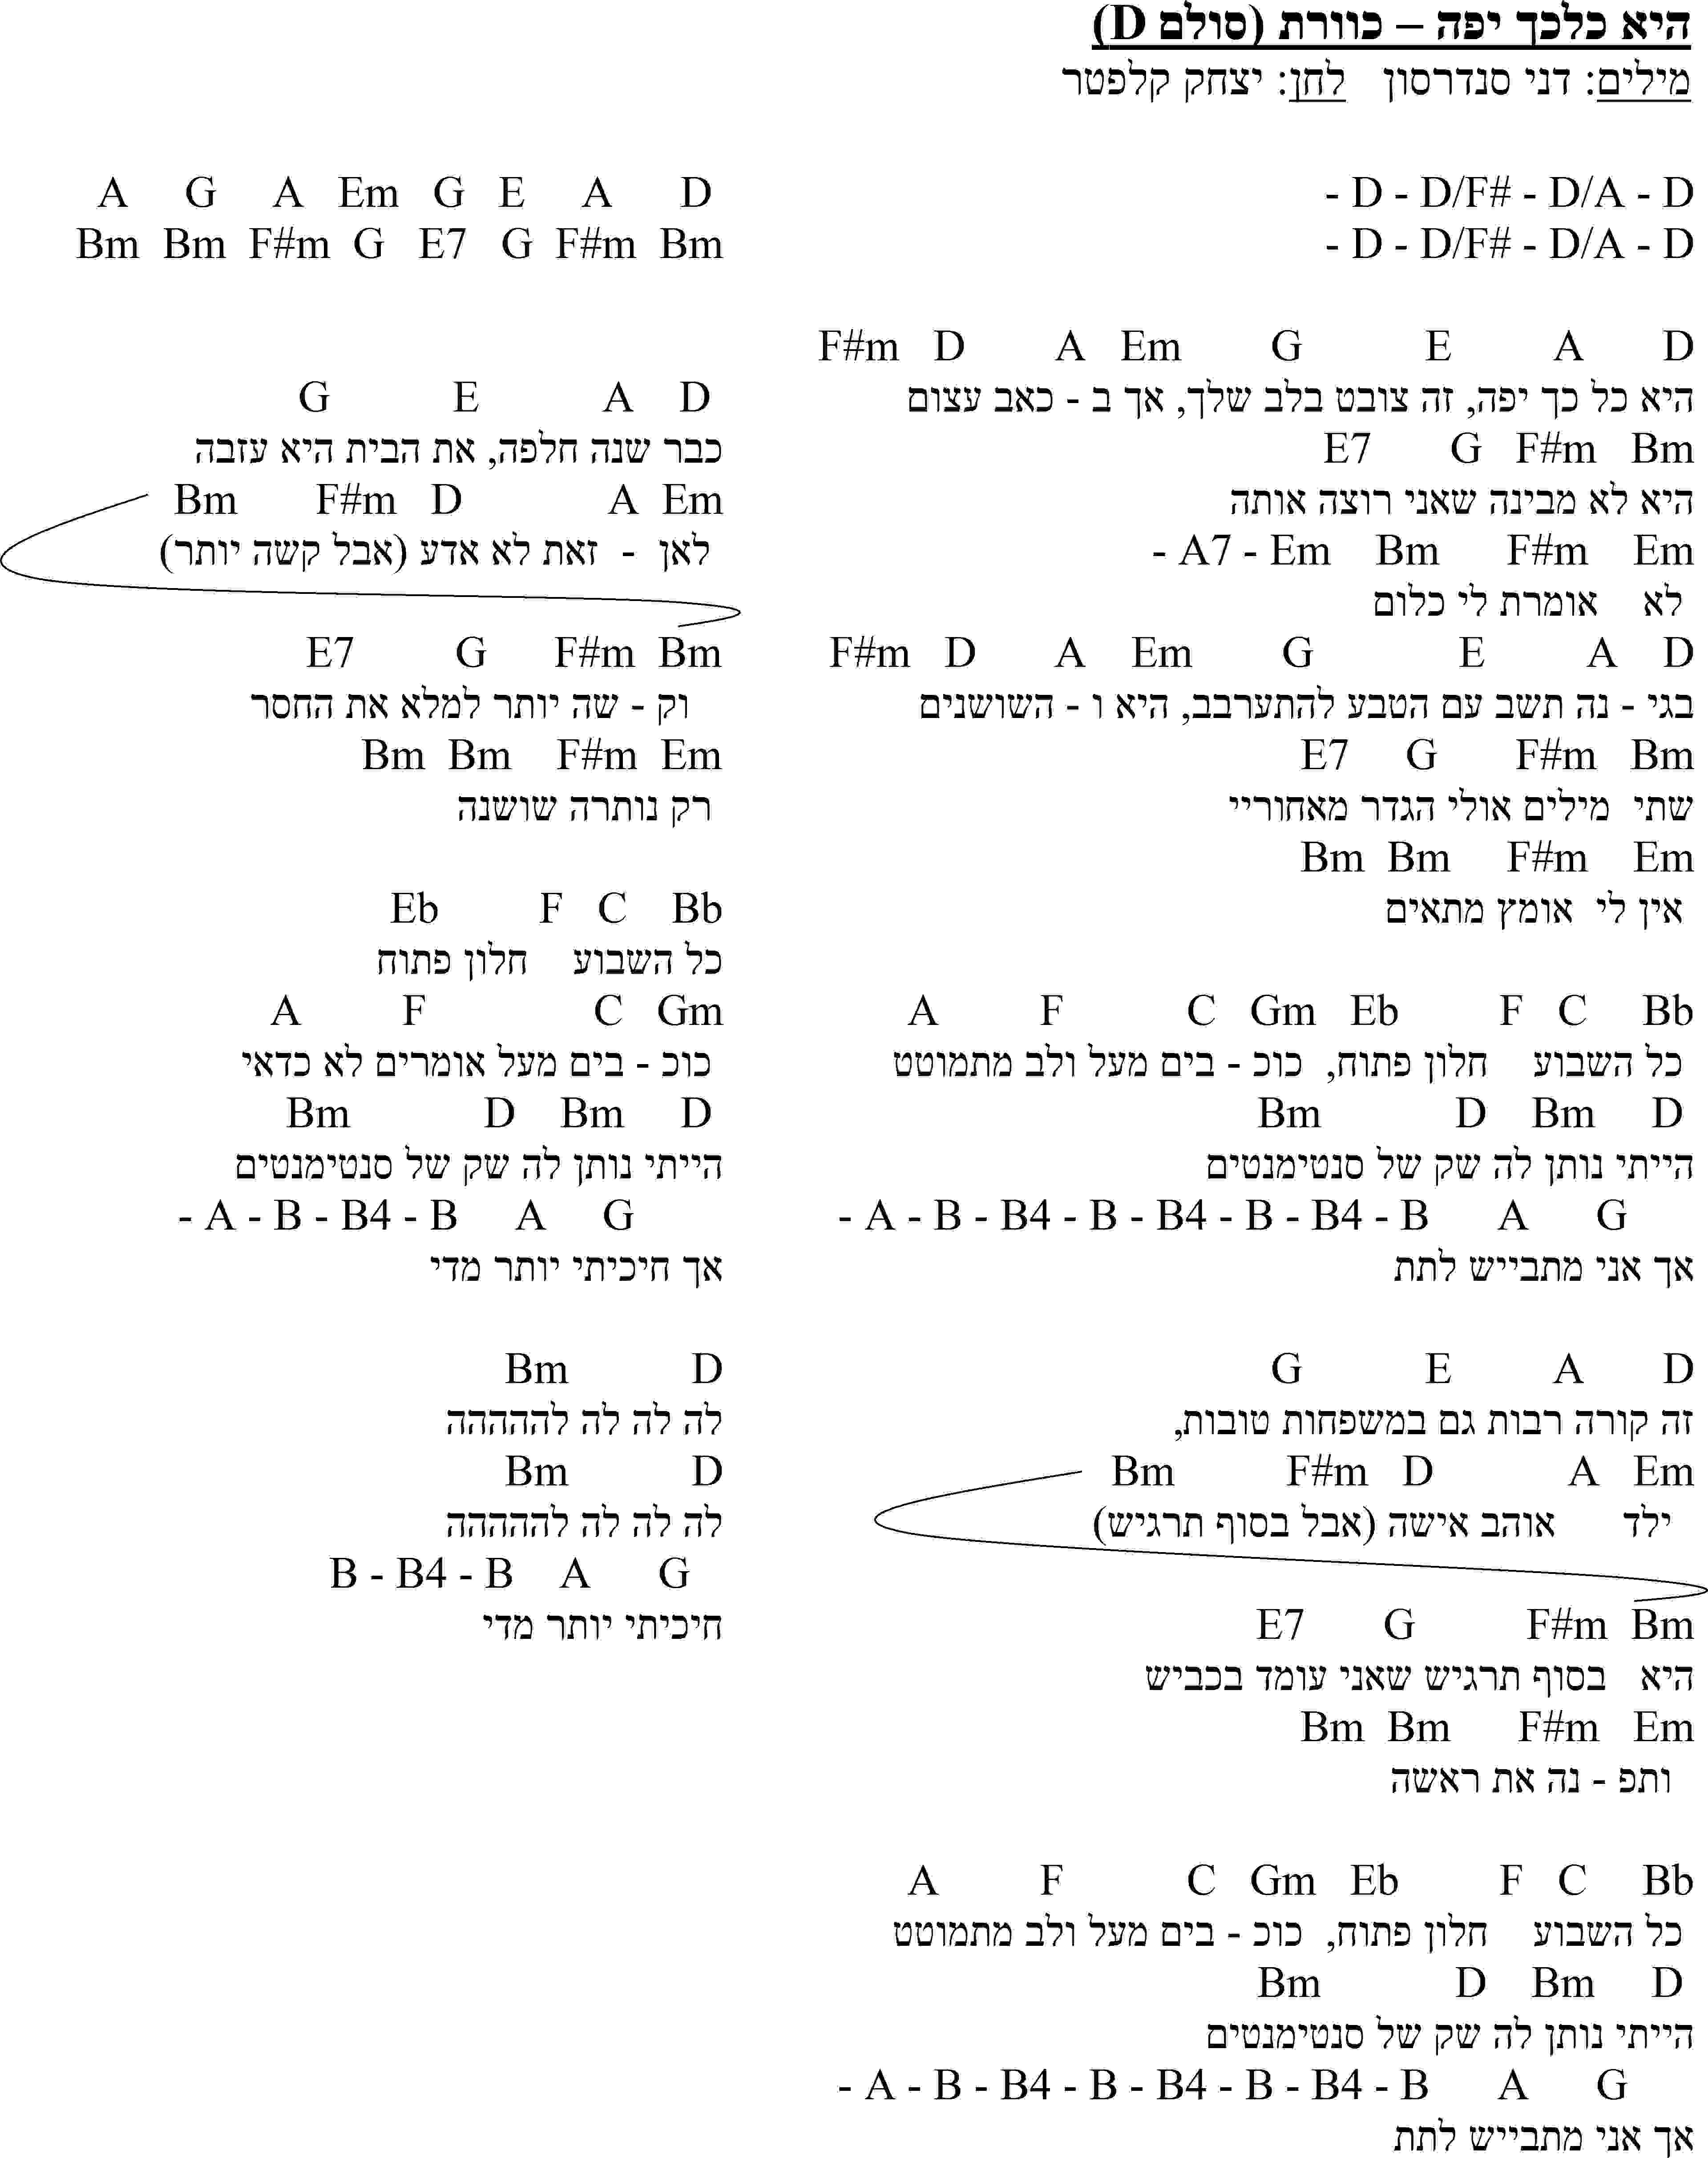 היא כלכך יפה – כוורת (סולם D)
מילים: דני סנדרסון לחן: יצחק קלפטר
D - D/A - D/F# - D -
D - D/A - D/F# - D -
D A E G Em A D F#m
היא כל כך יפה, זה צובט בלב שלך, אך ב - כאב עצום
Bm F#m G E7
היא לא מבינה שאני רוצה אותה
Em F#m Bm Em - A7 -
לא אומרת לי כלום
D A E G Em A D F#m
בגי - נה תשב עם הטבע להתערבב, היא ו - השושנים
Bm F#m G E7
שתי מילים אולי הגדר מאחוריי
Em F#m Bm Bm
אין לי אומץ מתאים
Bb C F Eb Gm C F A
כל השבוע חלון פתוח, כוכ - בים מעל ולב מתמוטט
D Bm D Bm
הייתי נותן לה שק של סנטימנטים
G A B - B4 - B - B4 - B - B4 - B - A -
אך אני מתבייש לתת
D A E G
זה קורה רבות גם במשפחות טובות,
Em A D F#m Bm
ילד אוהב אישה (אבל בסוף תרגיש)
Bm F#m G E7
היא בסוף תרגיש שאני עומד בכביש
Em F#m Bm Bm
ותפ - נה את ראשה
Bb C F Eb Gm C F A
כל השבוע חלון פתוח, כוכ - בים מעל ולב מתמוטט
D Bm D Bm
הייתי נותן לה שק של סנטימנטים
G A B - B4 - B - B4 - B - B4 - B - A -
אך אני מתבייש לתת
D A E G Em A G A
Bm F#m G E7 G F#m Bm Bm
D A E G
כבר שנה חלפה, את הבית היא עזבה
Em A D F#m Bm
לאן - זאת לא אדע (אבל קשה יותר)
Bm F#m G E7
וק - שה יותר למלא את החסר
Em F#m Bm Bm
רק נותרה שושנה
Bb C F Eb
כל השבוע חלון פתוח
Gm C F A
כוכ - בים מעל אומרים לא כדאי
D Bm D Bm
הייתי נותן לה שק של סנטימנטים
G A B - B4 - B - A -
אך חיכיתי יותר מדי
D Bm
לה לה לה לההההה
D Bm
לה לה לה לההההה
G A B - B4 - B
חיכיתי יותר מדי